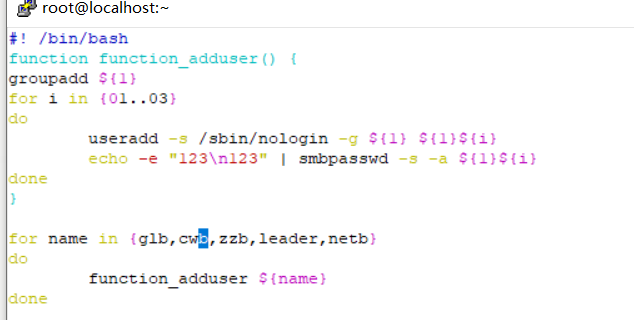 root@localhost:~
#! /bin/bash
function function_adduser() {
groupadd ${1}
for i in {01..03}
do
        useradd -s /sbin/nologin -g ${1} ${1}${i}
        echo -e "123\n123" | smbpasswd -s -a ${1}${i}
done
}

for name in {glb,cwb,zzb,leader,netb}
do
        function_adduser ${name}
done